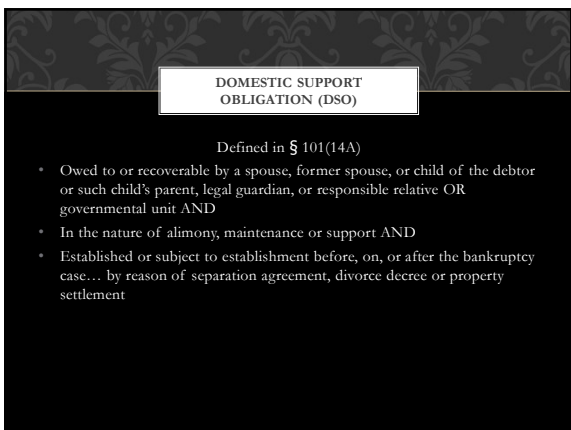 DOMESTIC SUPPORT
OBLIGATION (DSO)
Defined in § 101(14A)
• Owed to or recoverable by a spouse, former spouse, or child of the debtor
or such child's parent, legal guardian, or responsible relative OR
governmental unit AND
• In the nature of alimony, maintenance or support AND
• Established or subject to establishment before, on, or after the bankruptcy
case… by reason of separation agreement, divorce decree or property
settlement